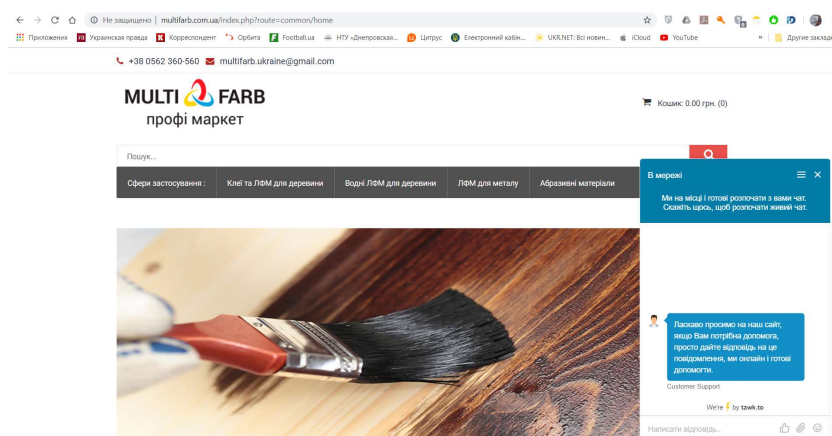 Не защищено | multifarb.com.ua/index.php?route=common/home
Приложения УП Украинская правда Корреспондент Орбита Football.ua НТУ «Днепровская... Цитрус Електронний кабін... UKR.NET: Всі новин... iCloud YouTube » Другие заклад
+38 0562 360-560 multifarb.ukraine@gmail.com
MULTI FARB
профі маркет
Кошик: 0.00 грн. (0)
Пошук...
Сфери застосування : Клеї та ЛФМ для деревини Водні ЛФМ для деревини ЛФМ для металу Абразивні матеріали
В мережі
Ми на місці і готові розпочати з вами чат.
Скажіть щось, щоб розпочати живий чат.
Ласкаво просимо на наш сайт,
якщо Вам потрібна допомога,
просто дайте відповідь на це
повідомлення, ми онлайн і готові
допомогти.
Customer Support
We're by tawk.to
Написати відповідь..